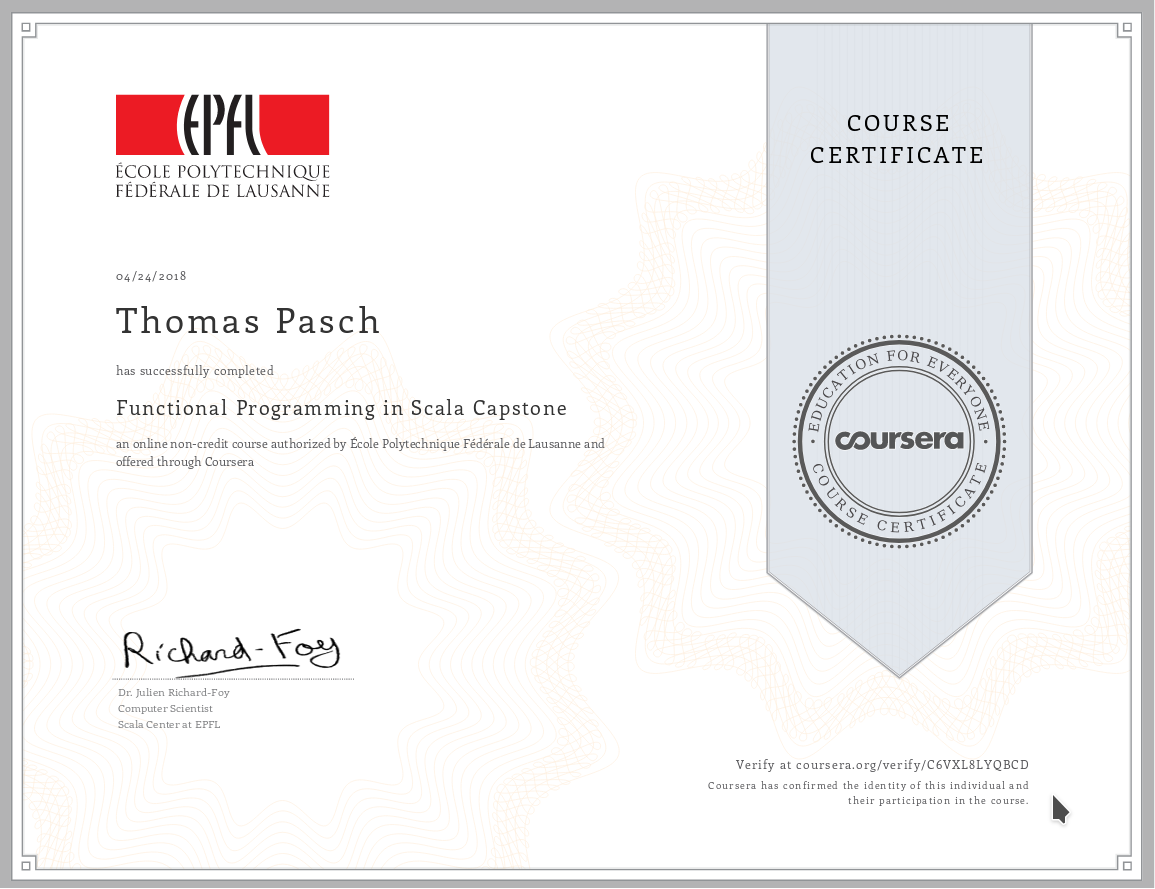 EPFL
ÉCOLE POLYTECHNIQUE
FÉDÉRALE DE LAUSANNE
COURSE
CERTIFICATE
04/24/2018
Thomas Pasch
has successfully completed
Functional Programming in Scala Capstone
an online non-credit course authorized by École Polytechnique Fédérale de Lausanne and
offered through Coursera
EDUCATION FOR EVERYONE
coursera
COURSE CERTIFICATE
Richard-Foy
Dr. Julien Richard-Foy
Computer Scientist
Scala Center at EPFL
Verify at coursera.org/verify/C6VXL8LYQBCD
Coursera has confirmed the identity of this individual and
their participation in the course.